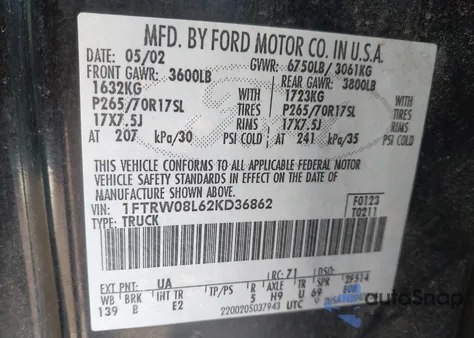 MFD. BY FORD MOTOR CO. IN U.S.A.
DATE: 05/02 GVWR: 6750LB/ 3061KG
FRONT GAWR: 3600LB REAR GAWR: 3800LB
1632KG WITH 1723KG WITH
P265/70R17SL TIRES P265/70R17SL TIRES
17X7.5J RIMS 17X7.5J RIMS
AT 207 kPa/30 PSI COLD AT 241 kPa/35 PSI COLD
THIS VEHICLE CONFORMS TO ALL APPLICABLE FEDERAL MOTOR
VEHICLE SAFETY STANDARDS IN EFFECT ON THE DATE OF
MANUFACTURE SHOWN ABOVE.
VIN: 1FTRW08L62KD36862 F0123
TYPE: TRUCK T0211
EXT PNT: UA RC: 71 DSO: 2F514
WB BRK INT TR TP/PS R AXLE TR
139 B E2 5 H9 U 69
2200205037943 UTC
autoSnap